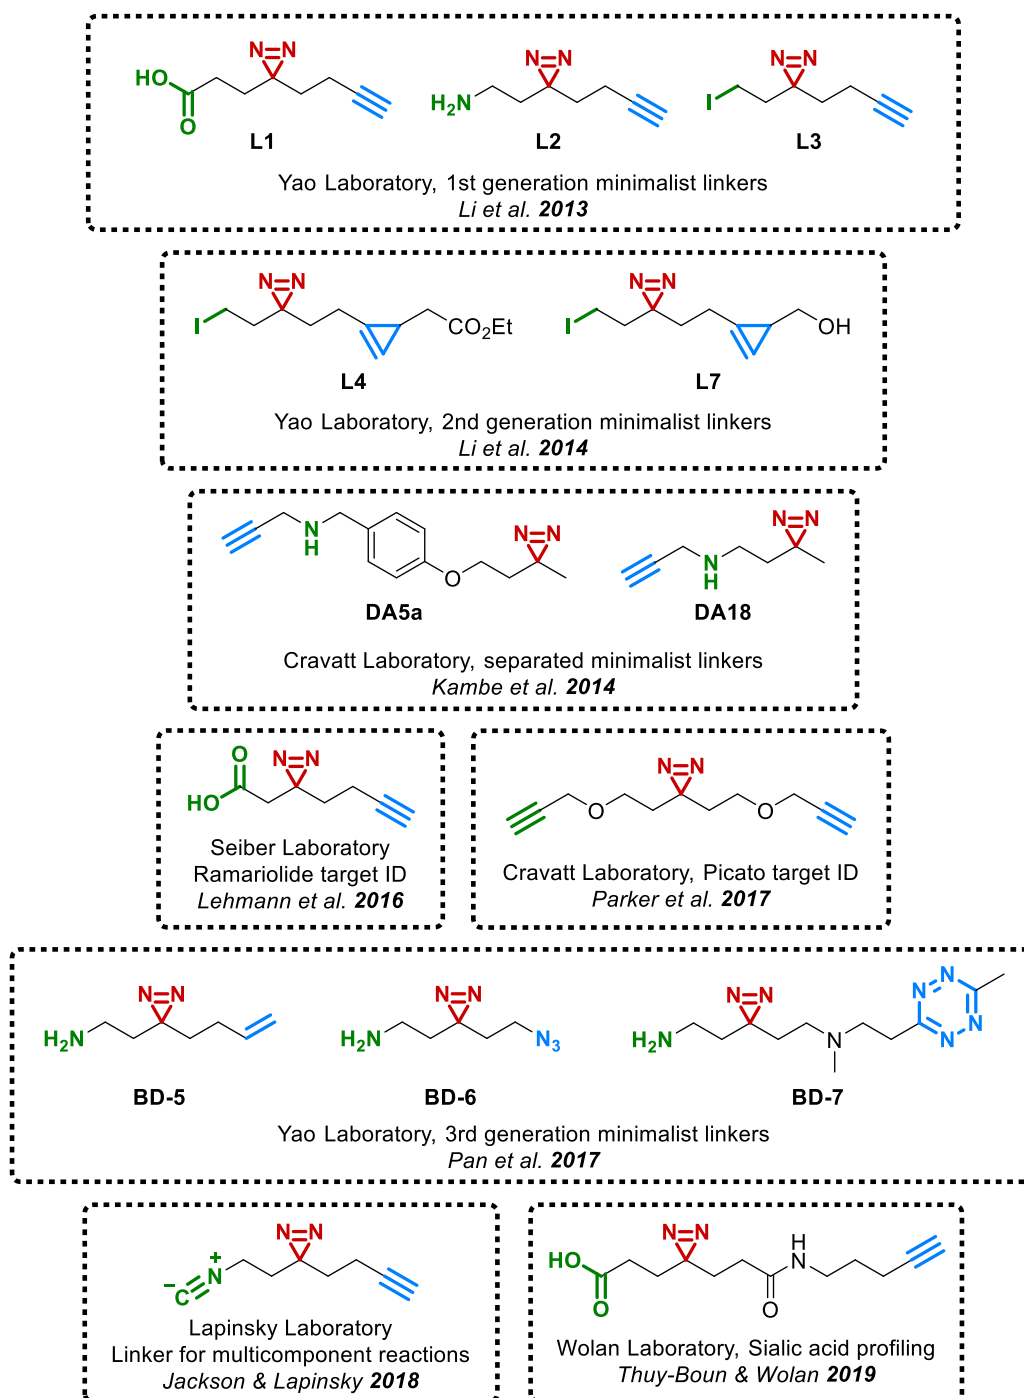 N N N N N N
HO O H2N I
L1 L2 L3
Yao Laboratory, 1st generation minimalist linkers
Li et al. 2013
N N N N
I CO2Et I OH
L4 L7
Yao Laboratory, 2nd generation minimalist linkers
Li et al. 2014
N H O N N N H N N
DA5a DA18
Cravatt Laboratory, separated minimalist linkers
Kambe et al. 2014
O N N
HO
Seiber Laboratory
Ramariolide target ID
Lehmann et al. 2016
N N
O O
Cravatt Laboratory, Picato target ID
Parker et al. 2017
N N N N N N N N
H2N H2N N3 H2N N N N
BD-5 BD-6 BD-7
Yao Laboratory, 3rd generation minimalist linkers
Pan et al. 2017
N N
+
− C N
Lapinsky Laboratory
Linker for multicomponent reactions
Jackson & Lapinsky 2018
N N H
HO N
O O
Wolan Laboratory, Sialic acid profiling
Thuy-Boun & Wolan 2019